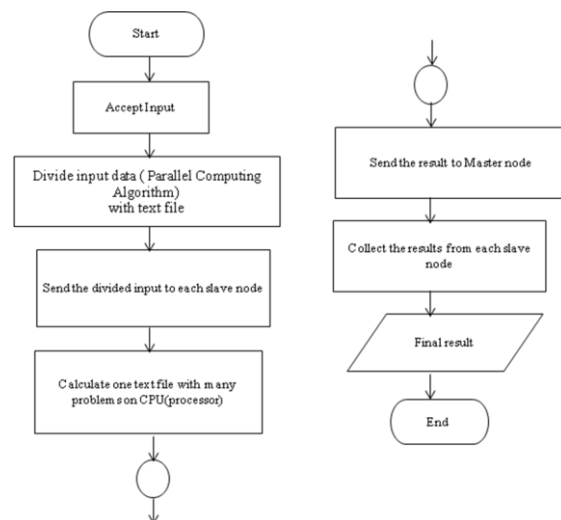 Start
Accept Input
Divide input data ( Parallel Computing
Algorithm)
with text file
Send the divided input to each slave node
Calculate one text file with many
problems on CPU(processor)
Send the result to Master node
Collect the results from each slave
node
Final result
End